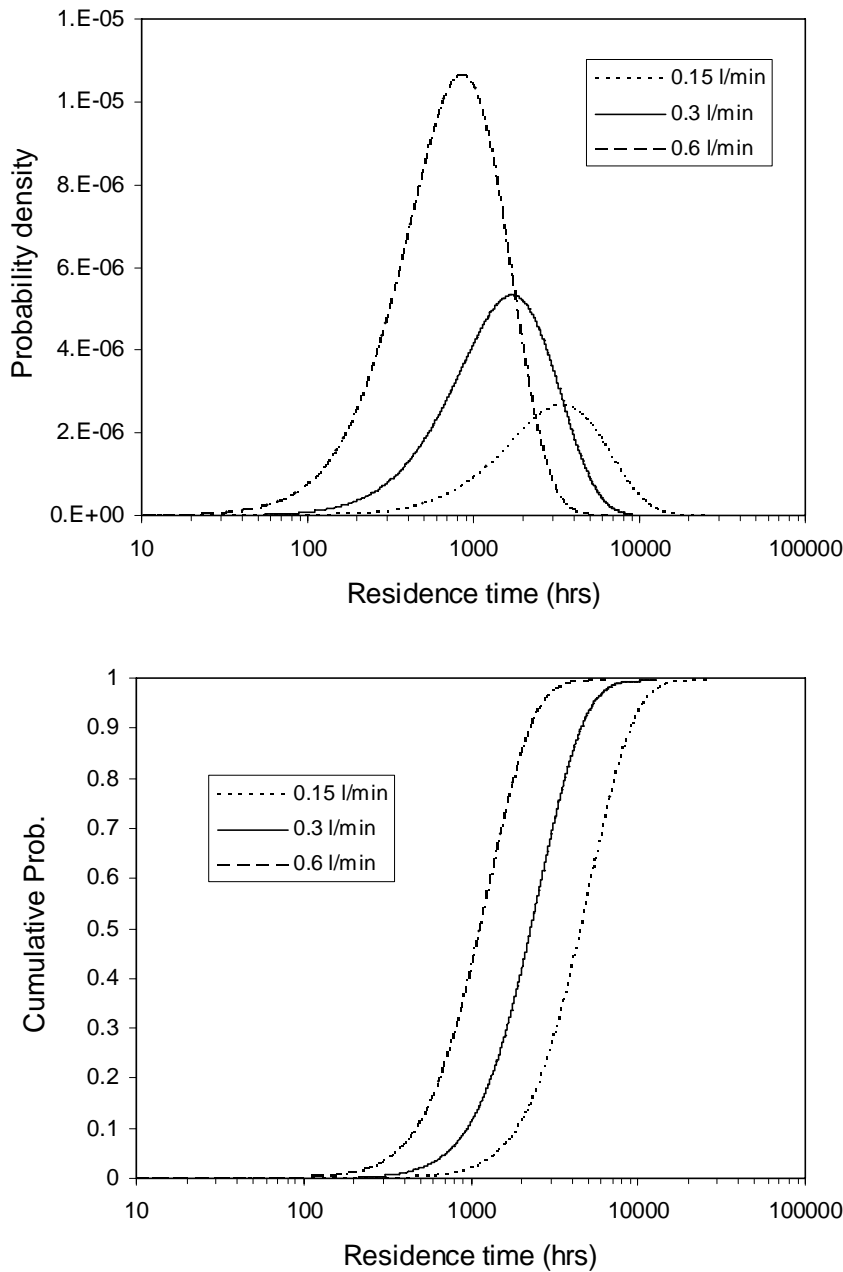 1.E-05
1.E-05
8.E-06
6.E-06
4.E-06
2.E-06
0.E+00
Probability density
0.15 l/min
0.3 l/min
0.6 l/min
10
100
1000
10000
100000
Residence time (hrs)
1
0.9
0.8
0.7
0.6
0.5
0.4
0.3
0.2
0.1
0
Cumulative Prob.
0.15 l/min
0.3 l/min
0.6 l/min
10
100
1000
10000
100000
Residence time (hrs)